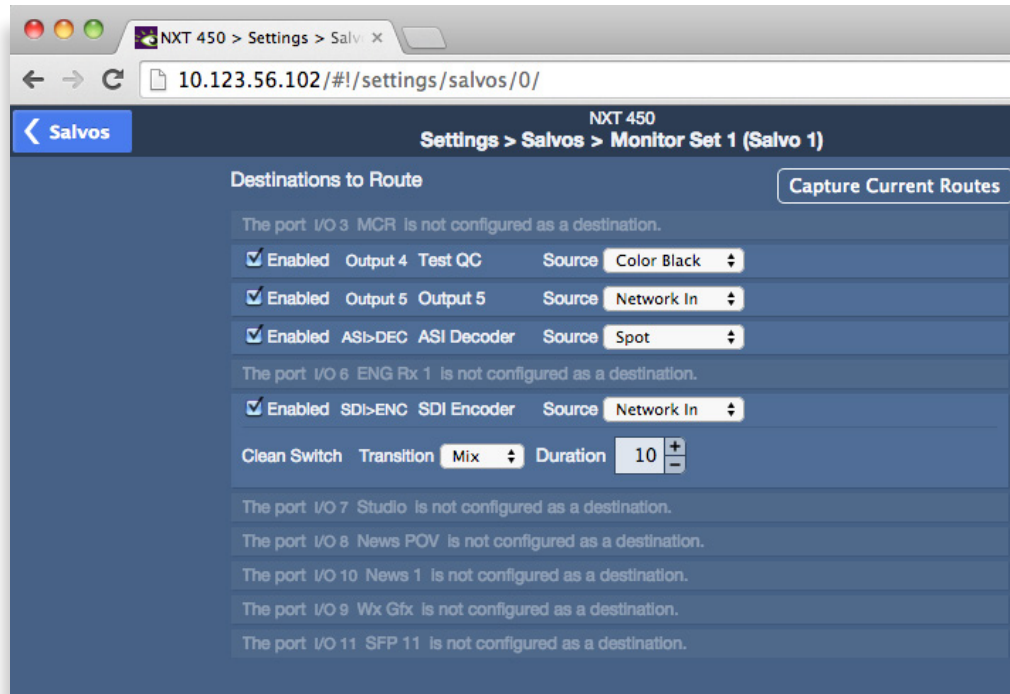 NXT 450 > Settings > Salv
10.123.56.102/#!/settings/salvos/0/
Salvos
NXT 450
Settings > Salvos > Monitor Set 1 (Salvo 1)
Destinations to Route
Capture Current Routes
The port I/O 3 MCR is not configured as a destination.
Enabled Output 4 Test QC Source Color Black
Enabled Output 5 Output 5 Source Network In
Enabled ASI>DEC ASI Decoder Source Spot
The port I/O 6 ENG Rx 1 is not configured as a destination.
Enabled SDI>ENC SDI Encoder Source Network In
Clean Switch Transition Mix Duration 10 + −
The port I/O 7 Studio is not configured as a destination.
The port I/O 8 News POV is not configured as a destination.
The port I/O 10 News 1 is not configured as a destination.
The port I/O 9 Wx Gfx is not configured as a destination.
The port I/O 11 SFP 11 is not configured as a destination.